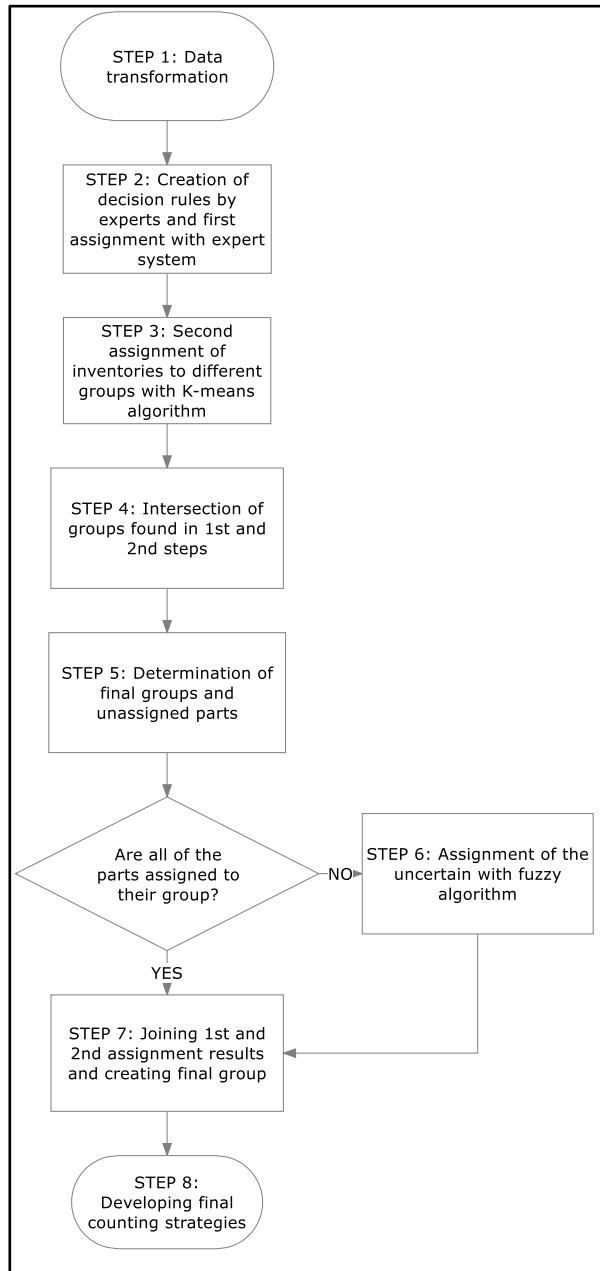 STEP 1: Data
transformation
STEP 2: Creation of
decision rules by
experts and first
assignment with expert
system
STEP 3: Second
assignment of
inventories to different
groups with K-means
algorithm
STEP 4: Intersection of
groups found in 1st and
2nd steps
STEP 5: Determination of
final groups and
unassigned parts
Are all of the
parts assigned to
their group?
NO
STEP 6: Assignment of the
uncertain with fuzzy
algorithm
YES
STEP 7: Joining 1st and
2nd assignment results
and creating final group
STEP 8:
Developing final
counting strategies